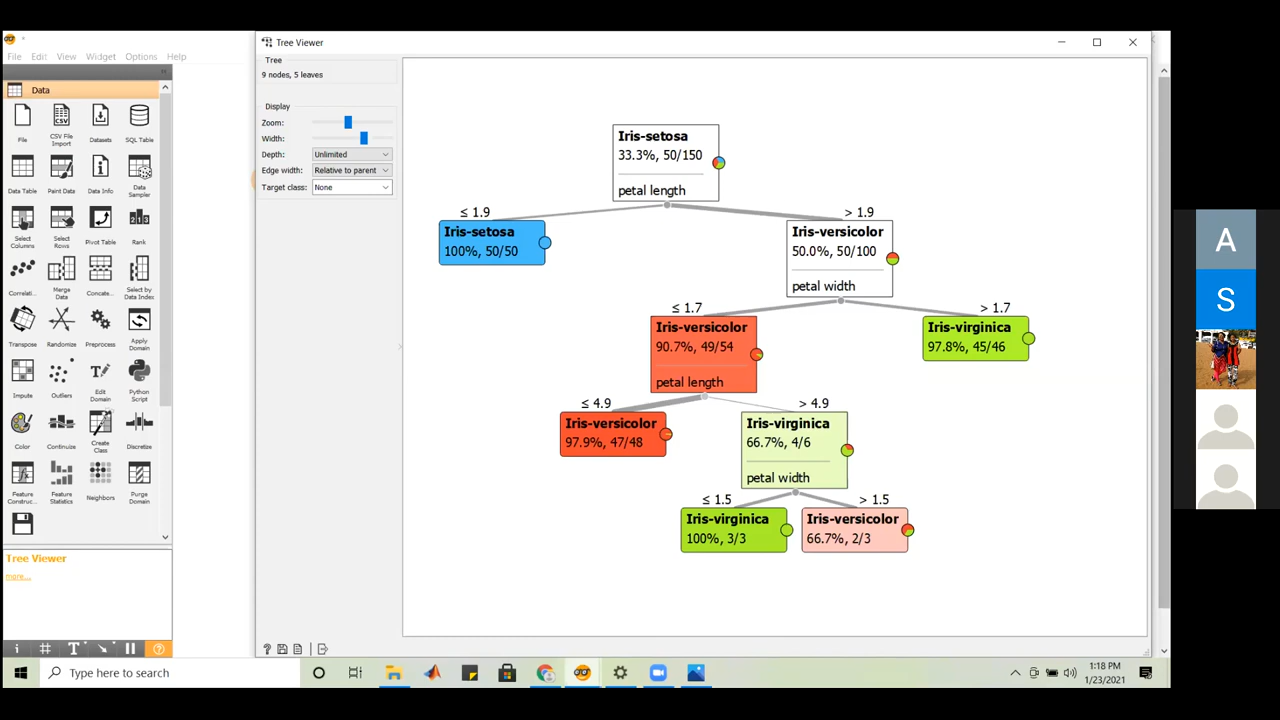 Tree Viewer
File Edit View Widget Options Help
Data
File
CSV File Import
Datasets
SQL Table
Data Table
Paint Data
Data Info
Data Sampler
Select Columns
Select Rows
Pivot Table
Rank
Correlati...
Merge Data
Concate...
Select by Data Index
Transpose
Randomize
Preprocess
Apply Domain
Impute
Outliers
Edit Domain
Python Script
Color
Continuize
Create Class
Discretize
Feature Construc...
Feature Statistics
Neighbors
Purge Domain
Tree Viewer
more...
Tree
9 nodes, 5 leaves
Display
Zoom:
Width:
Depth: Unlimited
Edge width: Relative to parent
Target class: None
Iris-setosa
33.3%, 50/150
petal length
≤ 1.9
> 1.9
Iris-setosa
100%, 50/50
Iris-versicolor
50.0%, 50/100
petal width
≤ 1.7
> 1.7
Iris-versicolor
90.7%, 49/54
petal length
Iris-virginica
97.8%, 45/46
≤ 4.9
> 4.9
Iris-versicolor
97.9%, 47/48
Iris-virginica
66.7%, 4/6
petal width
≤ 1.5
> 1.5
Iris-virginica
100%, 3/3
Iris-versicolor
66.7%, 2/3
A
S
Type here to search
1:18 PM
1/23/2021